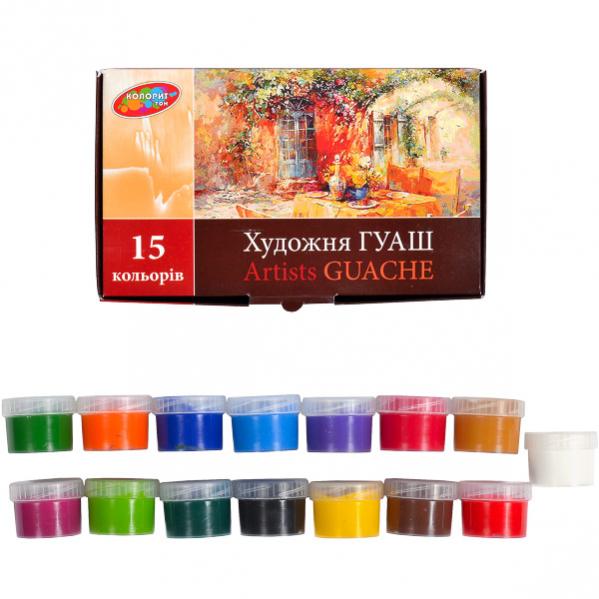 КОЛОРИТ
ТОН
15
кольорів
Художня ГУАШ
Artists GUACHE